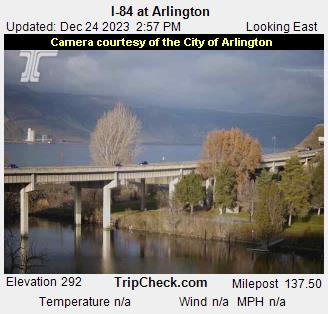 I-84 at Arlington
Updated: Dec 24 2023 2:57 PM Looking East
Camera courtesy of the City of Arlington
Elevation 292 TripCheck.com Milepost 137.50
Temperature n/a Wind n/a MPH n/a